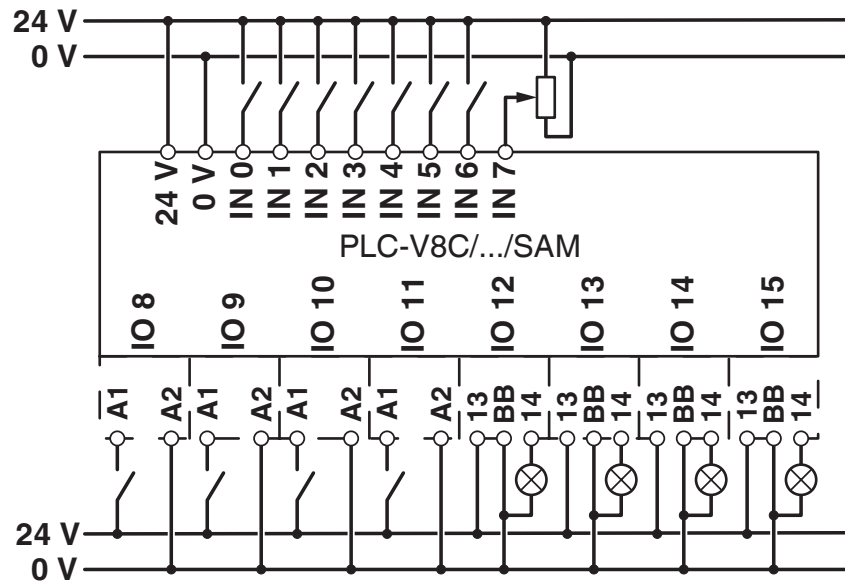 24 V
0 V
24 V 0 V IN 0 IN 1 IN 2 IN 3 IN 4 IN 5 IN 6 IN 7
PLC-V8C/.../SAM
IO 8 IO 9 IO 10 IO 11 IO 12 IO 13 IO 14 IO 15
A1 A2 A1 A2 A1 A2 A1 A2 13 BB 14 13 BB 14 13 BB 14 13 BB 14
24 V
0 V